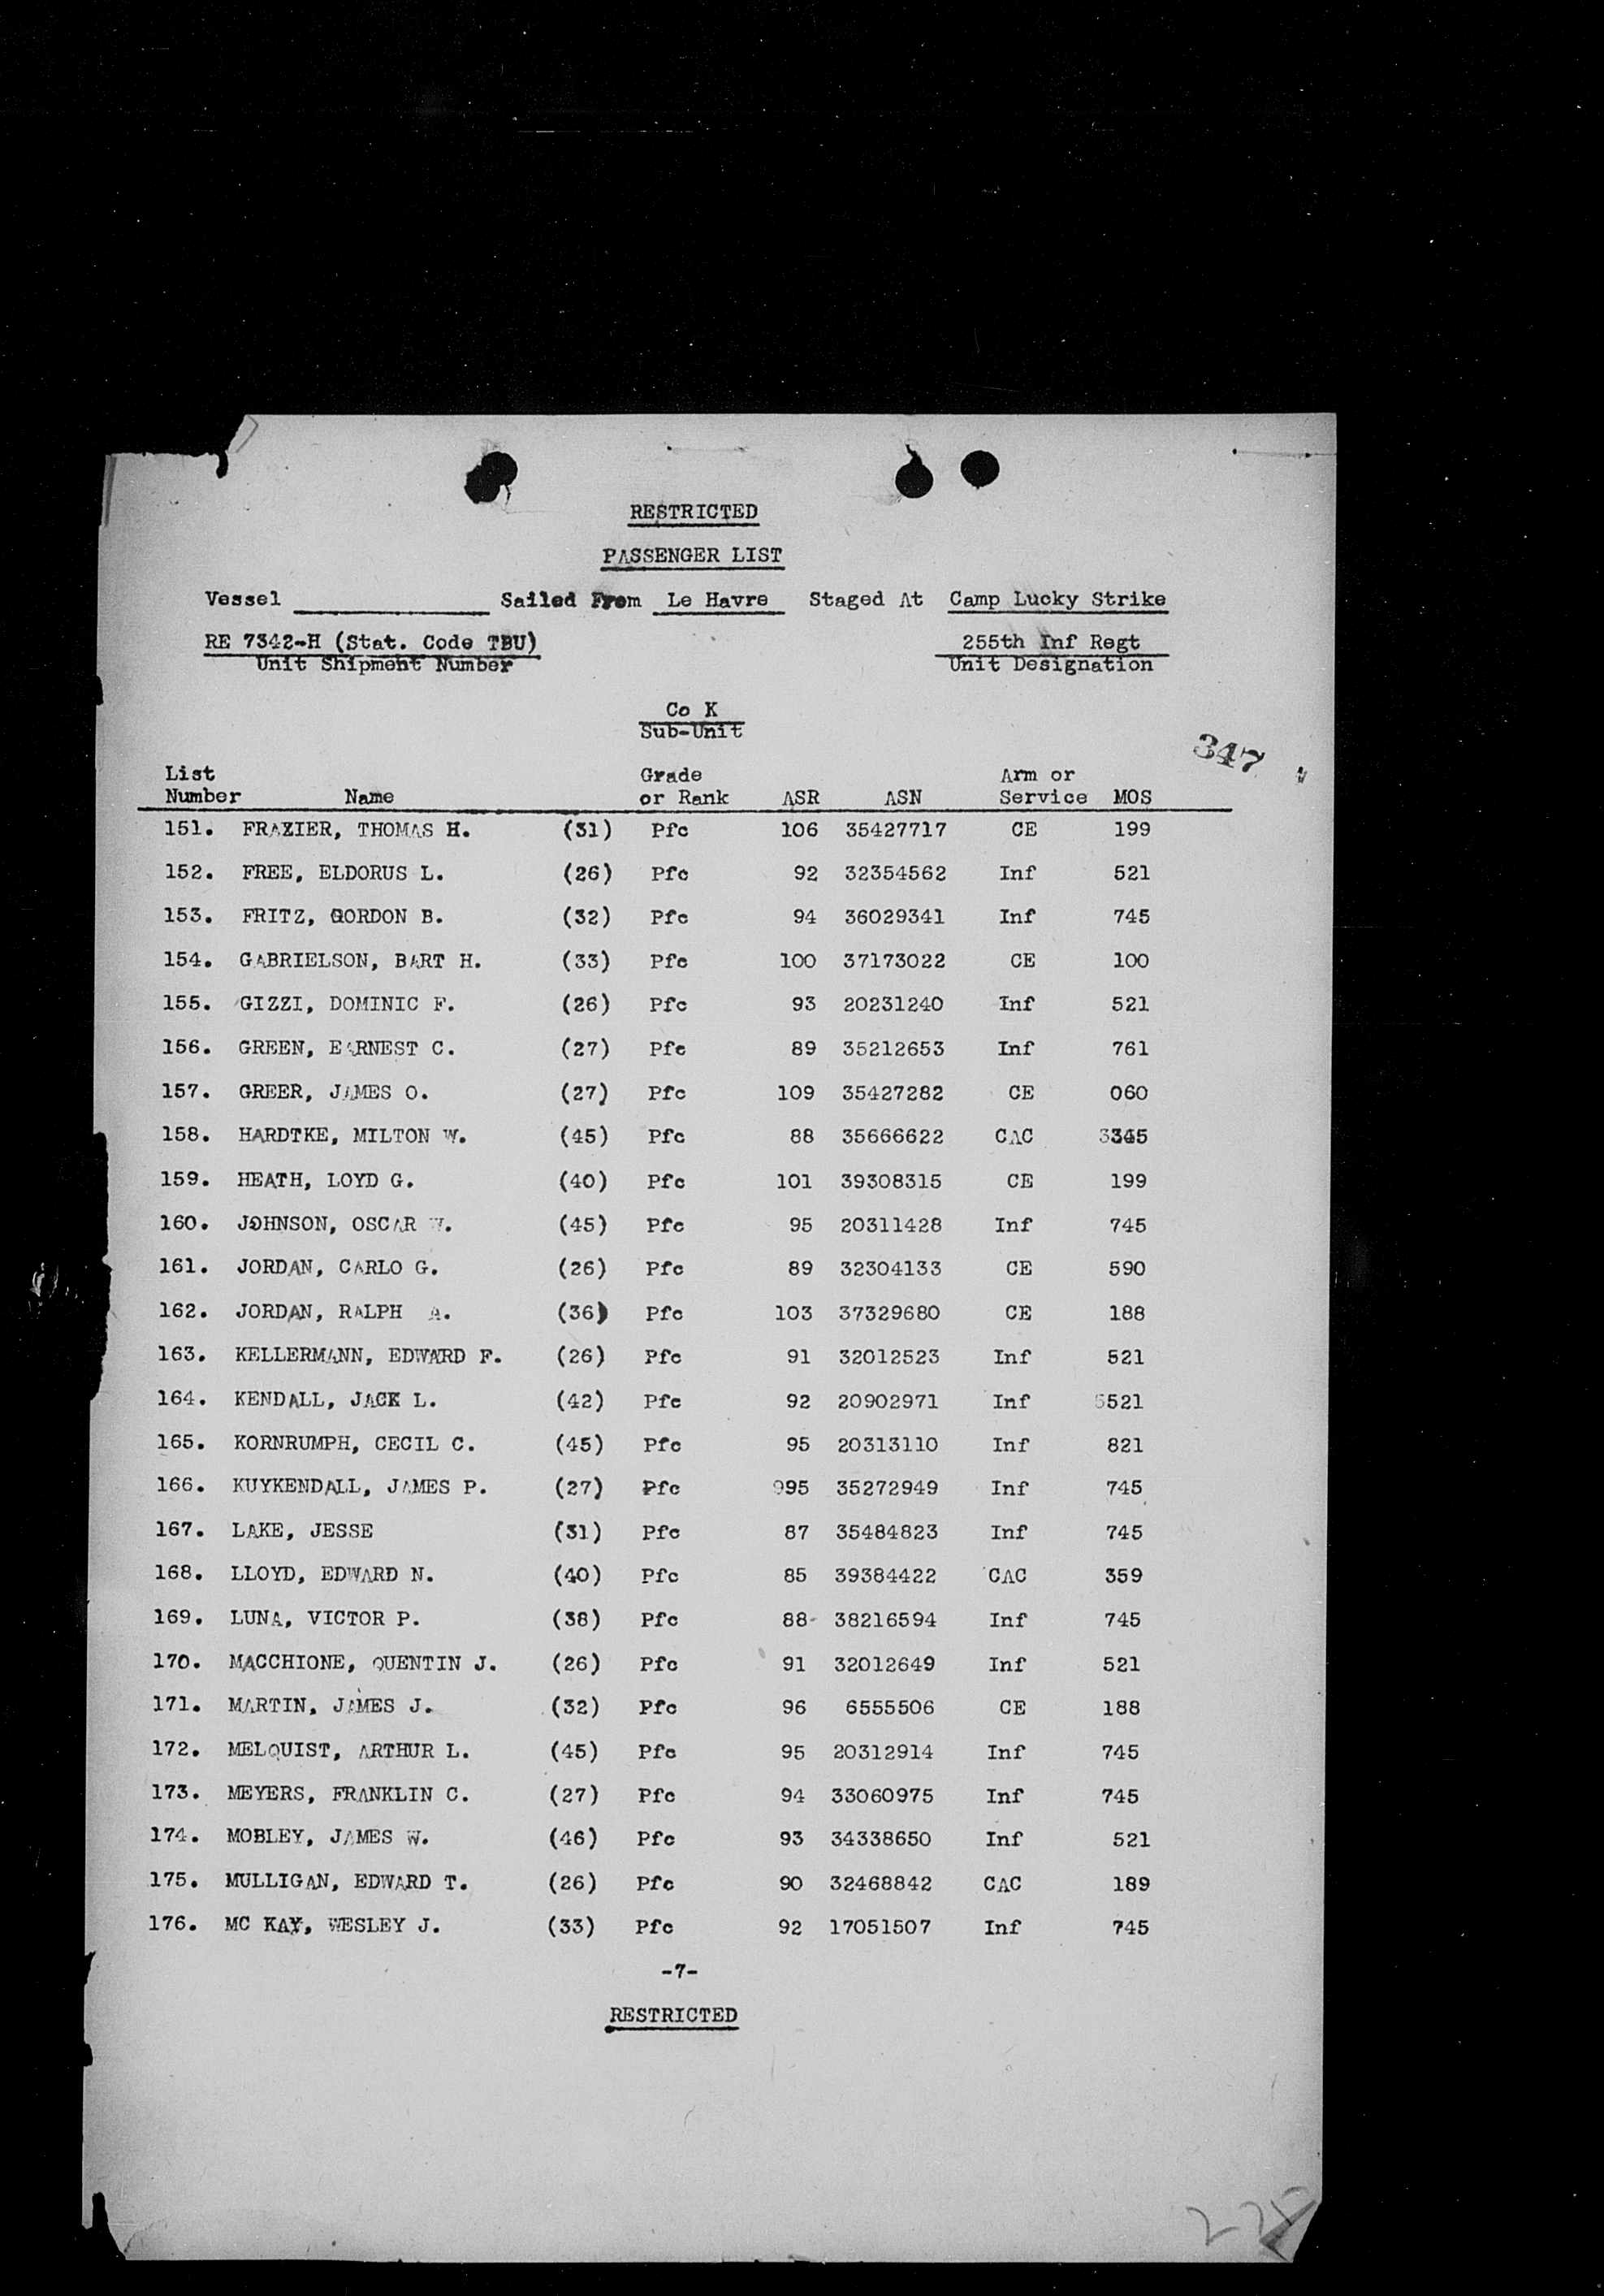 RESTRICTED
PASSENGER LIST
Vessel ____________ Sailed From Le Havre Staged At Camp Lucky Strike
RE 7342-H (Stat. Code TBU) 255th Inf Regt
Unit Shipment Number Unit Designation
Co K
Sub-Unit
347
List Grade Arm or
Number Name or Rank ASR ASN Service MOS
151. FRAZIER, THOMAS H. (31) Pfc 106 35427717 CE 199
152. FREE, ELDORUS L. (26) Pfc 92 32354562 Inf 521
153. FRITZ, GORDON B. (32) Pfc 94 36029341 Inf 745
154. GABRIELSON, BART H. (33) Pfc 100 37173022 CE 100
155. GIZZI, DOMINIC F. (26) Pfc 93 20231240 Inf 521
156. GREEN, EARNEST C. (27) Pfc 89 35212653 Inf 761
157. GREER, JAMES O. (27) Pfc 109 35427282 CE 060
158. HARDTKE, MILTON W. (45) Pfc 88 35666622 CAC 3345
159. HEATH, LOYD G. (40) Pfc 101 39308315 CE 199
160. JOHNSON, OSCAR W. (45) Pfc 95 20311428 Inf 745
161. JORDAN, CARLO G. (26) Pfc 89 32304133 CE 590
162. JORDAN, RALPH A. (36) Pfc 103 37329680 CE 188
163. KELLERMANN, EDWARD F. (26) Pfc 91 32012523 Inf 521
164. KENDALL, JACK L. (42) Pfc 92 20902971 Inf 5521
165. KORNRUMPH, CECIL C. (45) Pfc 95 20313110 Inf 821
166. KUYKENDALL, JAMES P. (27) Pfc 995 35272949 Inf 745
167. LAKE, JESSE (31) Pfc 87 35484823 Inf 745
168. LLOYD, EDWARD N. (40) Pfc 85 39384422 CAC 359
169. LUNA, VICTOR P. (38) Pfc 88 38216594 Inf 745
170. MACCHIONE, QUENTIN J. (26) Pfc 91 32012649 Inf 521
171. MARTIN, JAMES J. (32) Pfc 96 6555506 CE 188
172. MELQUIST, ARTHUR L. (45) Pfc 95 20312914 Inf 745
173. MEYERS, FRANKLIN C. (27) Pfc 94 33060975 Inf 745
174. MOBLEY, JAMES W. (46) Pfc 93 34338650 Inf 521
175. MULLIGAN, EDWARD T. (26) Pfc 90 32468842 CAC 189
176. MC KAY, WESLEY J. (33) Pfc 92 17051507 Inf 745
-7-
RESTRICTED